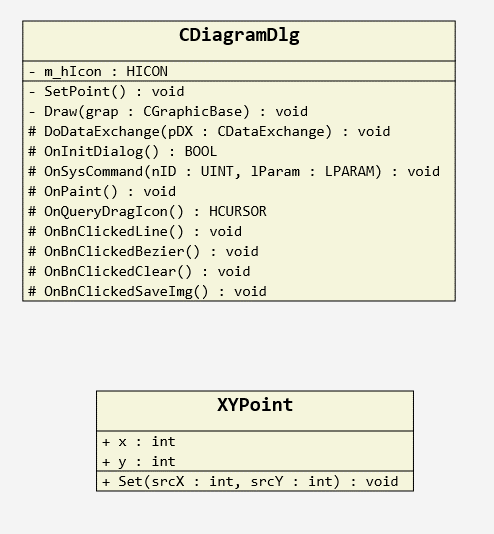 CDiagramDlg
- m_hIcon : HICON
- SetPoint() : void
- Draw(grap : CGraphicBase) : void
# DoDataExchange(pDX : CDataExchange) : void
# OnInitDialog() : BOOL
# OnSysCommand(nID : UINT, lParam : LPARAM) : void
# OnPaint() : void
# OnQueryDragIcon() : HCURSOR
# OnBnClickedLine() : void
# OnBnClickedBezier() : void
# OnBnClickedClear() : void
# OnBnClickedSaveImg() : void
XYPoint
+ x : int
+ y : int
+ Set(srcX : int, srcY : int) : void